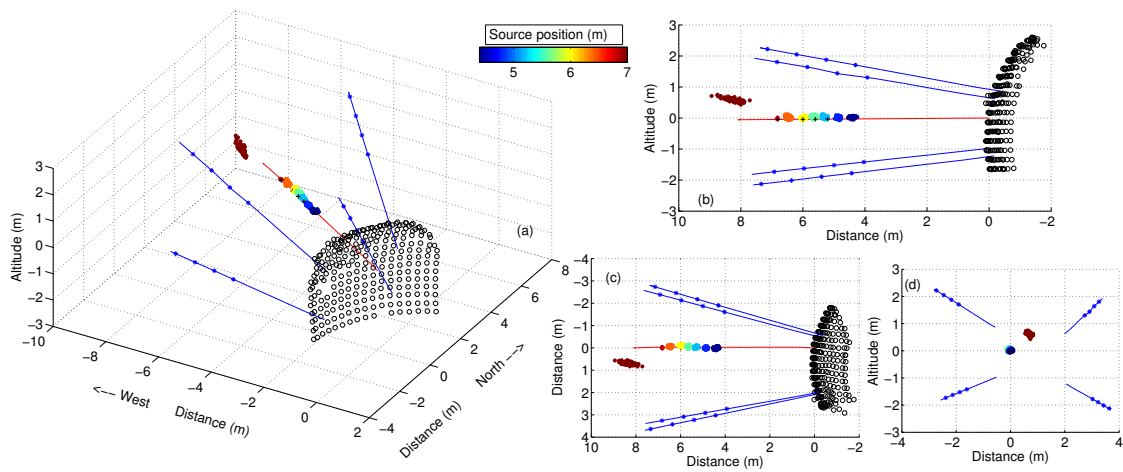 Source position (m)
5 6 7
3
2
1
0
−1
−2
−3
Altitude (m)
−10 −8 −6 −4 −2 0 2
<−−− West Distance (m)
−4 −2 0 2 4 6 8
Distance (m) North −−−>
(a)
3
2
1
0
−1
−2
−3
Altitude (m)
10 8 6 4 2 0 −2
Distance (m)
(b)
−4
−3
−2
−1
0
1
2
3
4
Distance (m)
10 8 6 4 2 0 −2
Distance (m)
(c)
3
2
1
0
−1
−2
−3
Altitude (m)
−4 −2 0 2 4
Distance (m)
(d)